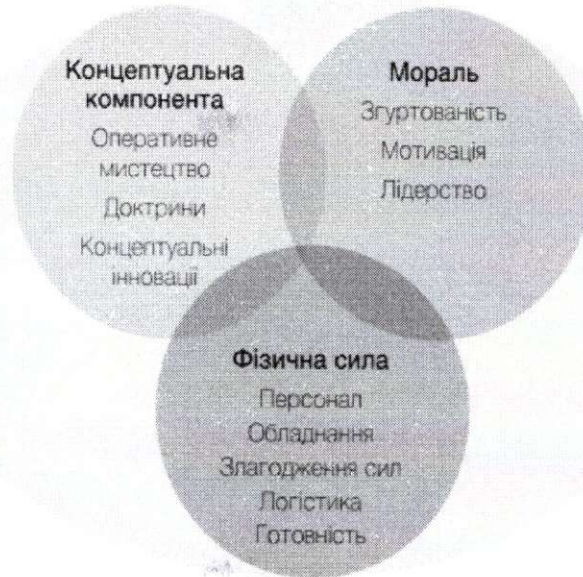 Концептуальна
компонента
Оперативне
мистецтво
Доктрини
Концептуальні
інновації
Мораль
Згуртованість
Мотивація
Лідерство
Фізична сила
Персонал
Обладнання
Злагодження сил
Логістика
Готовність